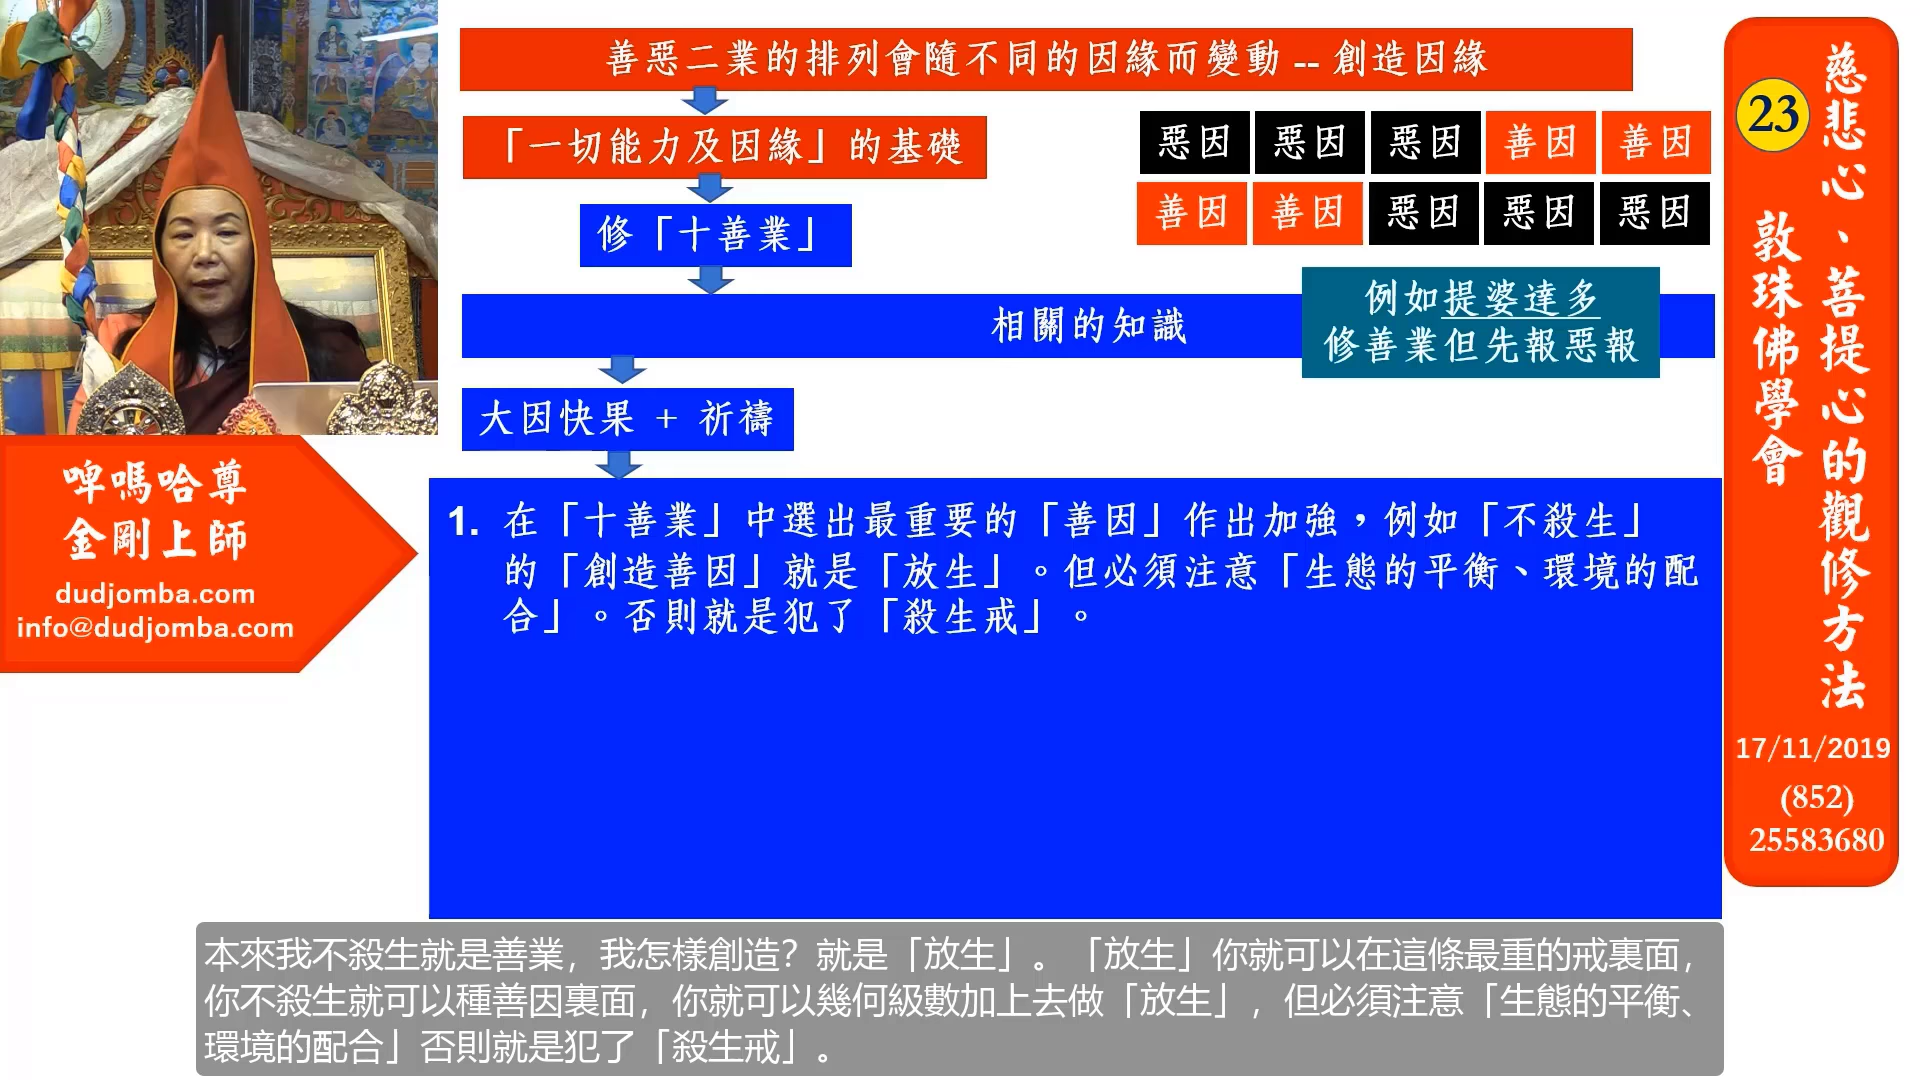 善惡二業的排列會隨不同的因緣而變動 -- 創造因緣
「一切能力及因緣」的基礎
修「十善業」
惡因 惡因 惡因 善因 善因
善因 善因 惡因 惡因 惡因
相關的知識
例如提婆達多
修善業但先報惡報
大因快果 + 祈禱
1. 在「十善業」中選出最重要的「善因」作出加強，例如「不殺生」
的「創造善因」就是「放生」。但必須注意「生態的平衡、環境的配
合」。否則就是犯了「殺生戒」。
啤嗎哈尊
金剛上師
dudjomba.com
info@dudjomba.com
23
慈悲心、菩提心的觀修方法
敦珠佛學會
17/11/2019
(852)
25583680
本來我不殺生就是善業，我怎樣創造？就是「放生」。「放生」你就可以在這條最重的戒裏面，
你不殺生就可以種善因裏面，你就可以幾何級數加上去做「放生」，但必須注意「生態的平衡、
環境的配合」否則就是犯了「殺生戒」。